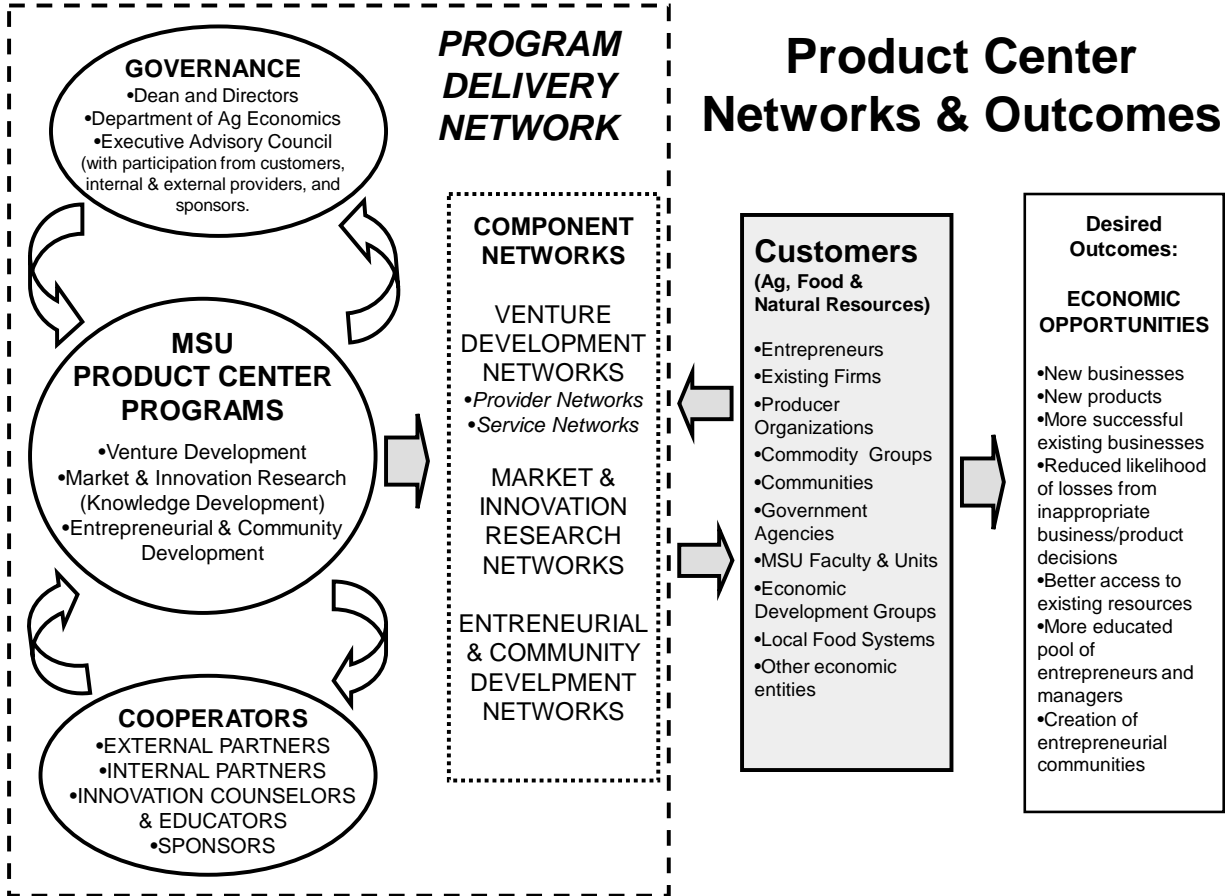 PROGRAM
DELIVERY
NETWORK
Product Center
Networks & Outcomes
GOVERNANCE
•Dean and Directors
•Department of Ag Economics
•Executive Advisory Council
(with participation from customers,
internal & external providers, and
sponsors.
MSU
PRODUCT CENTER
PROGRAMS
•Venture Development
•Market & Innovation Research
(Knowledge Development)
•Entrepreneurial & Community
Development
COOPERATORS
•EXTERNAL PARTNERS
•INTERNAL PARTNERS
•INNOVATION COUNSELORS
& EDUCATORS
•SPONSORS
COMPONENT
NETWORKS
VENTURE
DEVELOPMENT
NETWORKS
•Provider Networks
•Service Networks
MARKET &
INNOVATION
RESEARCH
NETWORKS
ENTRENEURIAL
& COMMUNITY
DEVELPMENT
NETWORKS
Customers
(Ag, Food &
Natural Resources)
•Entrepreneurs
•Existing Firms
•Producer
Organizations
•Commodity Groups
•Communities
•Government
Agencies
•MSU Faculty & Units
•Economic
Development Groups
•Local Food Systems
•Other economic
entities
Desired
Outcomes:
ECONOMIC
OPPORTUNITIES
•New businesses
•New products
•More successful
existing businesses
•Reduced likelihood
of losses from
inappropriate
business/product
decisions
•Better access to
existing resources
•More educated
pool of
entrepreneurs and
managers
•Creation of
entrepreneurial
communities